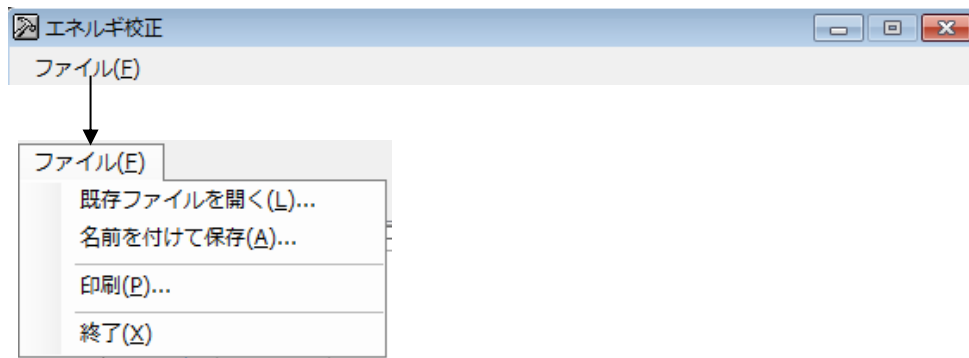 エネルギ校正
ファイル(F)
ファイル(F)
既存ファイルを開く(L)...
名前を付けて保存(A)...
印刷(P)...
終了(X)